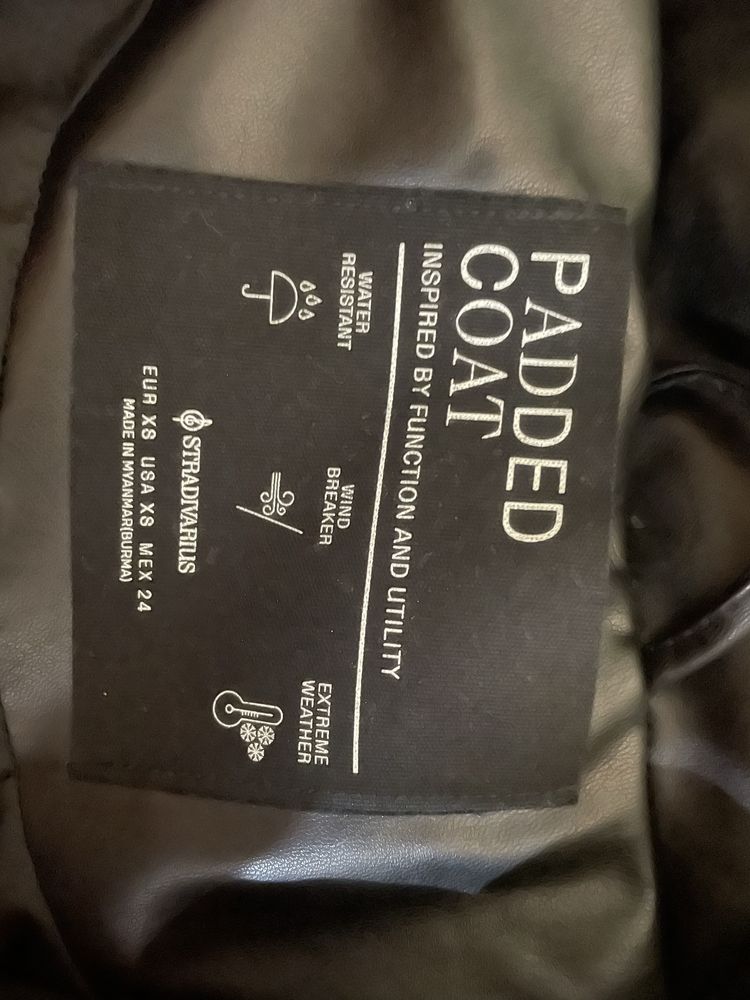 PADDED
COAT
INSPIRED BY FUNCTION AND UTILITY
WATER
RESISTANT
WIND
BREAKER
EXTREME
WEATHER
STRADIVARIUS
EUR XS USA XS MEX 24
MADE IN MYANMAR(BURMA)